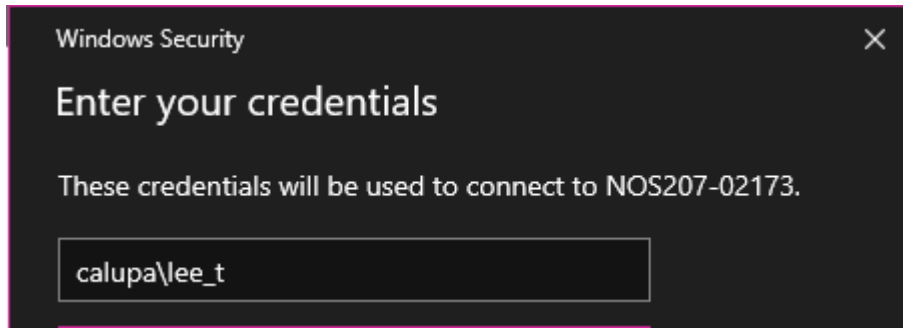 Windows Security
Enter your credentials
These credentials will be used to connect to NOS207-02173.
calupa\lee_t